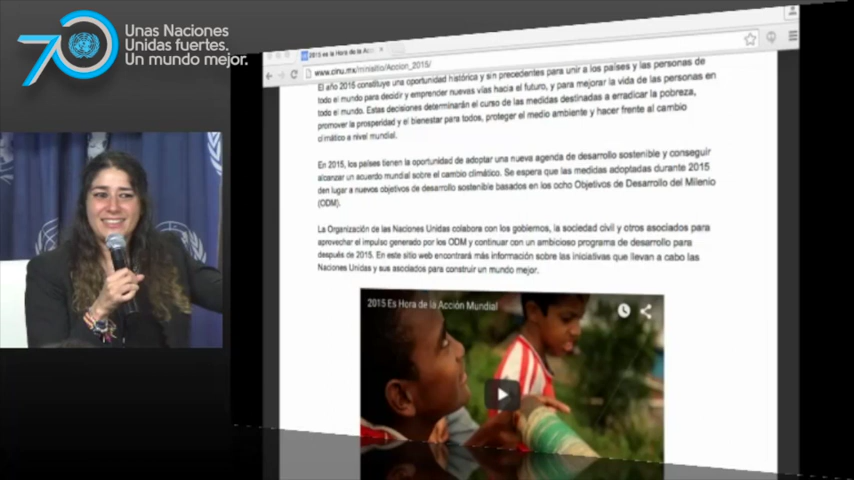 70
Unas Naciones
Unidas fuertes.
Un mundo mejor.
2015 es la Hora de la Acc
www.cinu.mx/minisitio/Accion_2015/
El año 2015 constituye una oportunidad histórica y sin precedentes para unir a los países y las personas de
todo el mundo para decidir y emprender nuevas vías hacia el futuro, y para mejorar la vida de las personas en
todo el mundo. Estas decisiones determinarán el curso de las medidas destinadas a erradicar la pobreza,
promover la prosperidad y el bienestar para todos, proteger el medio ambiente y hacer frente al cambio
climático a nivel mundial.
En 2015, los países tienen la oportunidad de adoptar una nueva agenda de desarrollo sostenible y conseguir
alcanzar un acuerdo mundial sobre el cambio climático. Se espera que las medidas adoptadas durante 2015
den lugar a nuevos objetivos de desarrollo sostenible basados en los ocho Objetivos de Desarrollo del Milenio
(ODM).
La Organización de las Naciones Unidas colabora con los gobiernos, la sociedad civil y otros asociados para
aprovechar el impulso generado por los ODM y continuar con un ambicioso programa de desarrollo para
después de 2015. En este sitio web encontrará más información sobre las iniciativas que llevan a cabo las
Naciones Unidas y sus asociados para construir un mundo mejor.
2015 Es Hora de la Acción Mundial